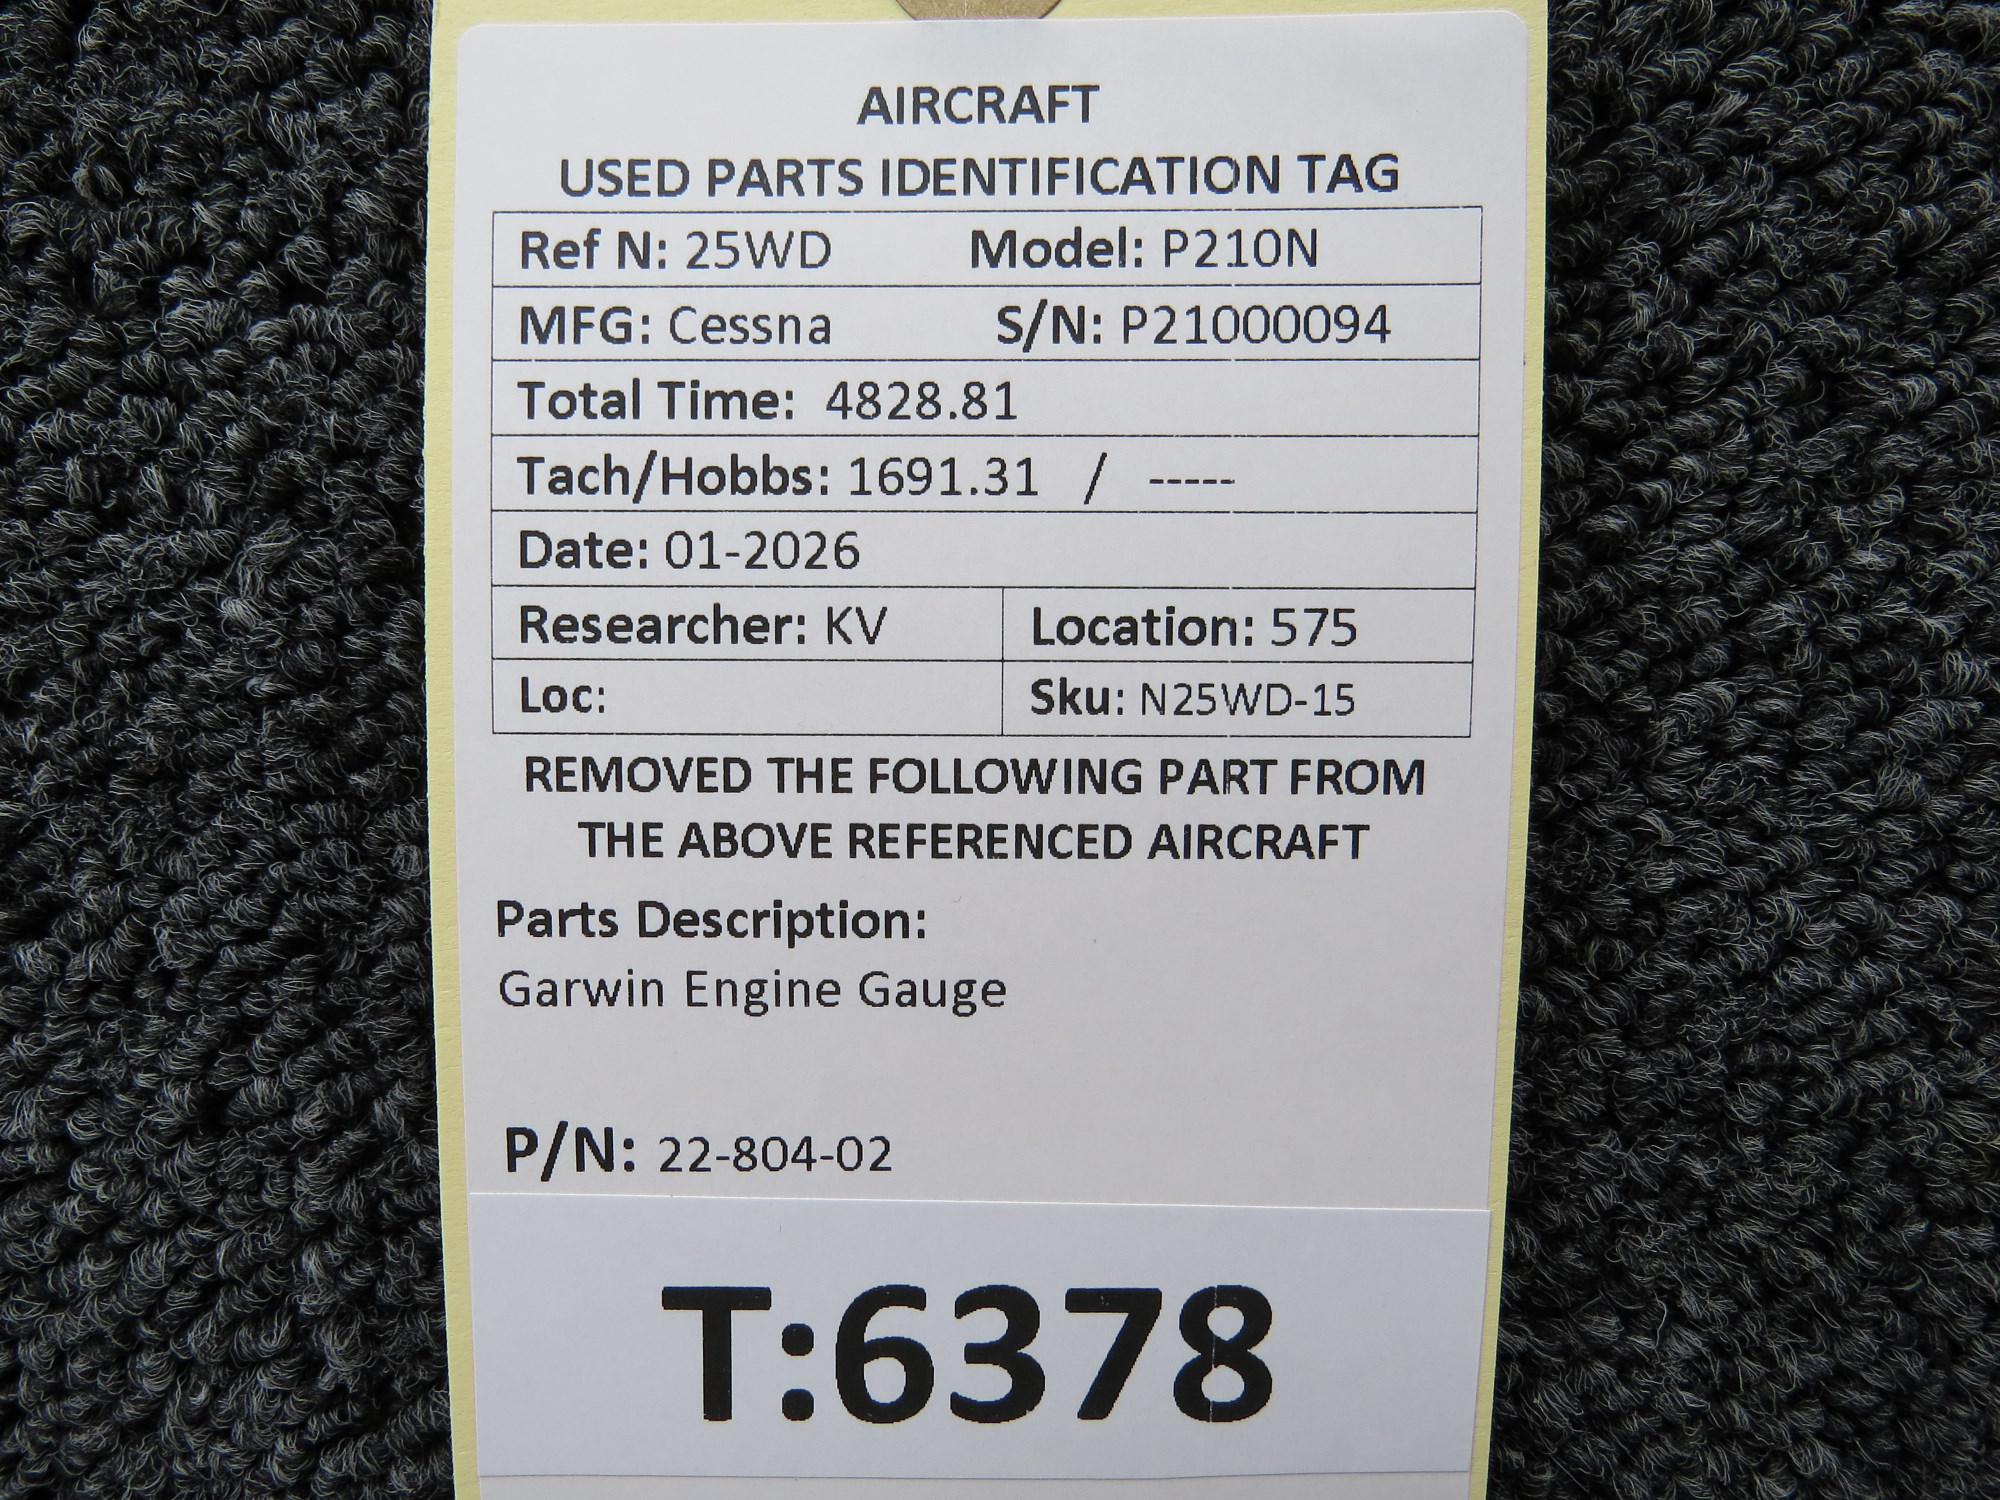 AIRCRAFT
USED PARTS IDENTIFICATION TAG
Ref N: 25WD Model: P210N
MFG: Cessna S/N: P21000094
Total Time: 4828.81
Tach/Hobbs: 1691.31 / -----
Date: 01-2026
Researcher: KV Location: 575
Loc: Sku: N25WD-15
REMOVED THE FOLLOWING PART FROM
THE ABOVE REFERENCED AIRCRAFT
Parts Description:
Garwin Engine Gauge
P/N: 22-804-02
T:6378